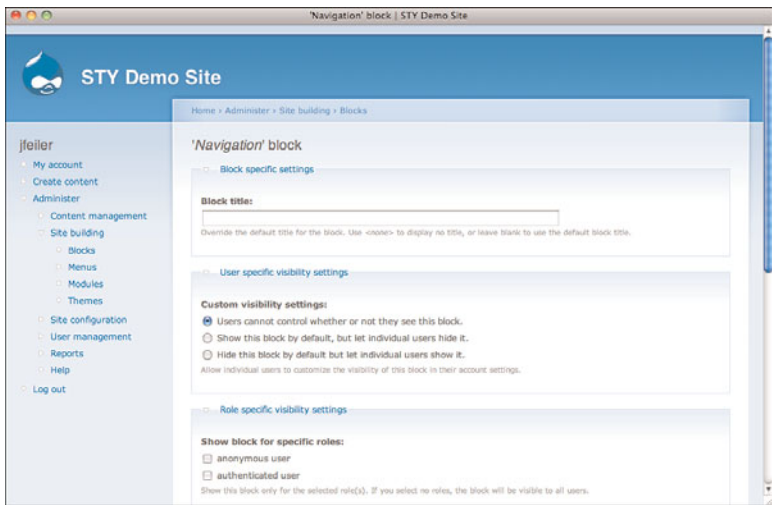 'Navigation' block | STY Demo Site
STY Demo Site
Home › Administer › Site building › Blocks
jfeiler
My account
Create content
Administer
Content management
Site building
Blocks
Menus
Modules
Themes
Site configuration
User management
Reports
Help
Log out
'Navigation' block
Block specific settings
Block title:
Override the default title for the block. Use <none> to display no title, or leave blank to use the default block title.
User specific visibility settings
Custom visibility settings:
Users cannot control whether or not they see this block.
Show this block by default, but let individual users hide it.
Hide this block by default but let individual users show it.
Allow individual users to customize the visibility of this block in their account settings.
Role specific visibility settings
Show block for specific roles:
anonymous user
authenticated user
Show this block only for the selected role(s). If you select no roles, the block will be visible to all users.